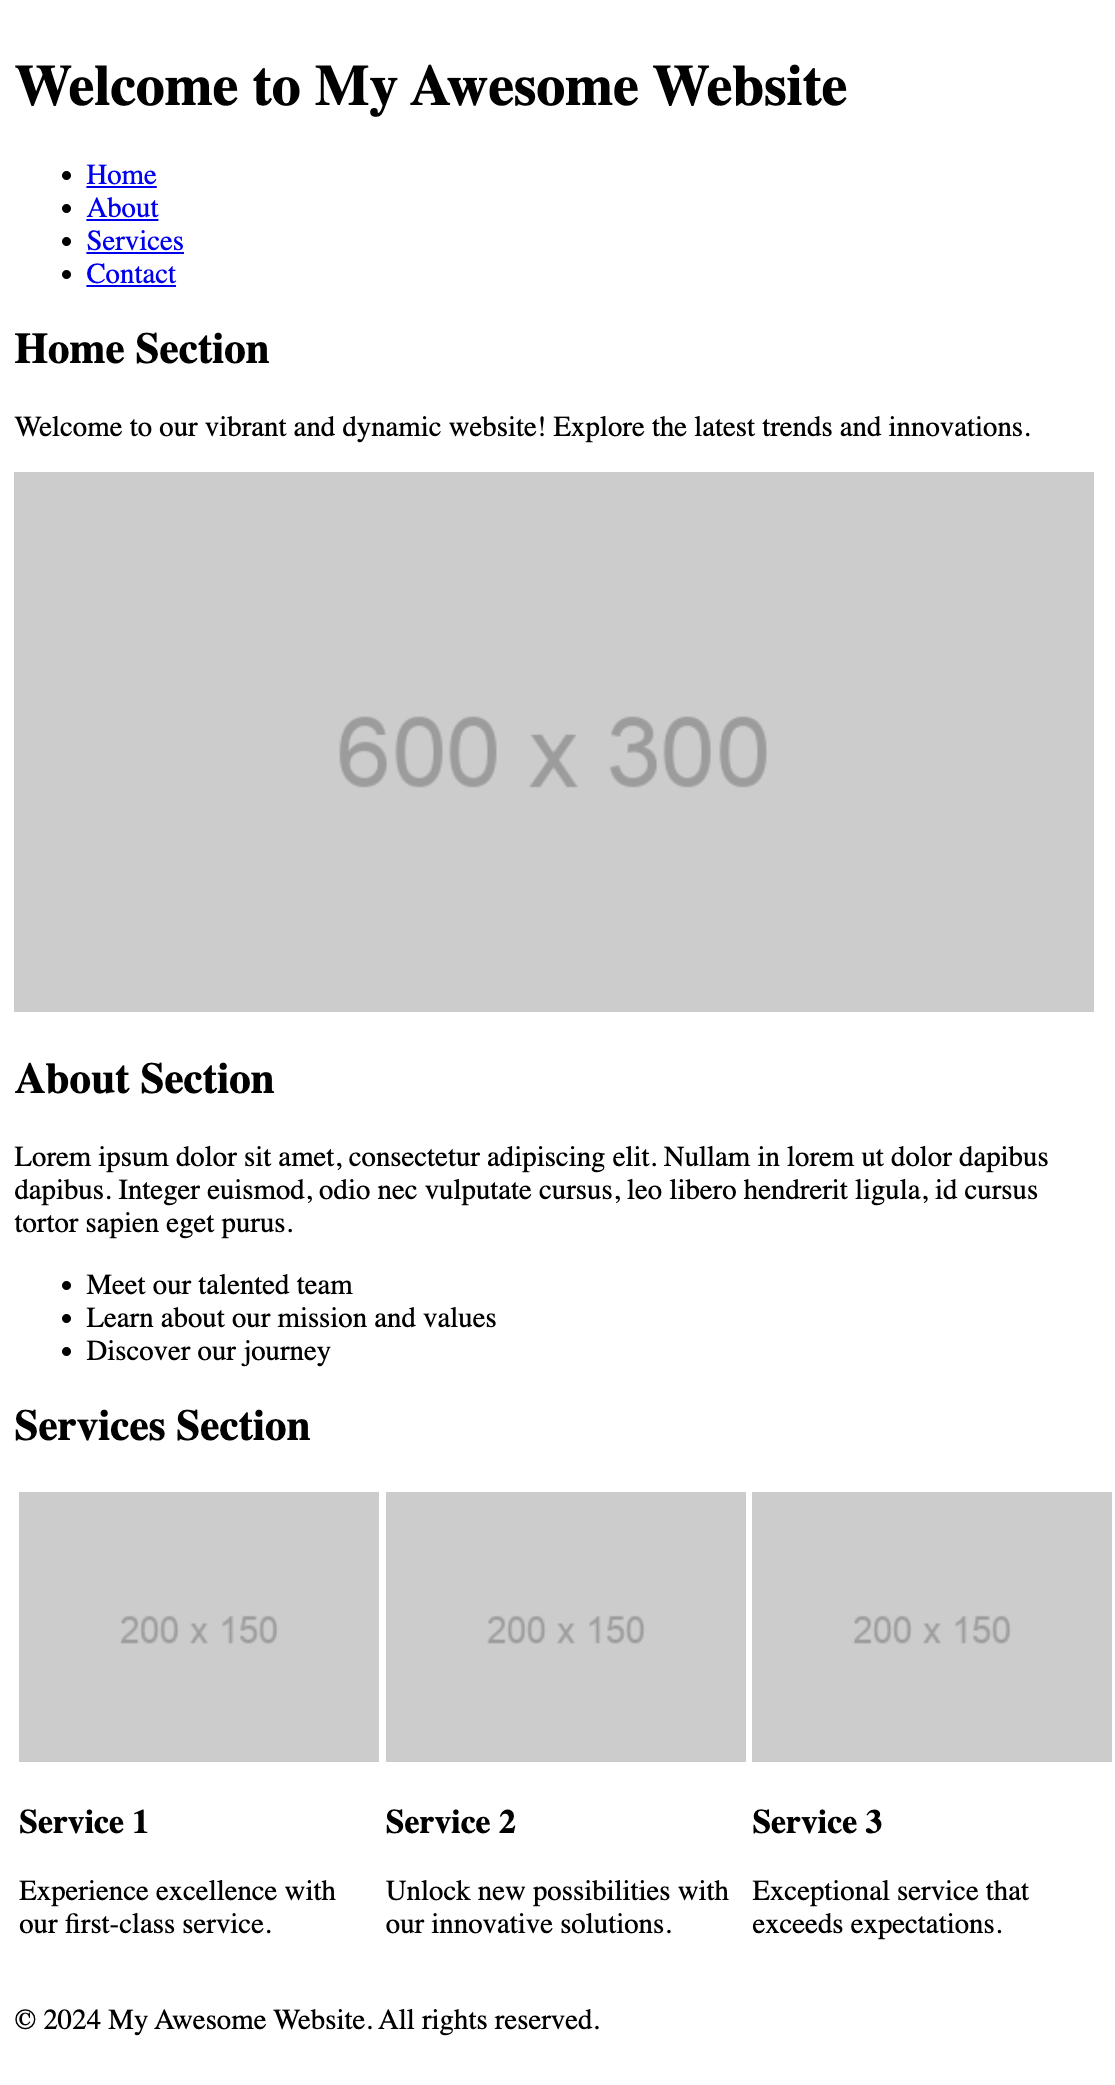 Welcome to My Awesome Website
Home
About
Services
Contact
Home Section
Welcome to our vibrant and dynamic website! Explore the latest trends and innovations.
600 x 300
About Section
Lorem ipsum dolor sit amet, consectetur adipiscing elit. Nullam in lorem ut dolor dapibus
dapibus. Integer euismod, odio nec vulputate cursus, leo libero hendrerit ligula, id cursus
tortor sapien eget purus.
Meet our talented team
Learn about our mission and values
Discover our journey
Services Section
200 x 150
Service 1
Experience excellence with
our first-class service.
200 x 150
Service 2
Unlock new possibilities with
our innovative solutions.
200 x 150
Service 3
Exceptional service that
exceeds expectations.
© 2024 My Awesome Website. All rights reserved.